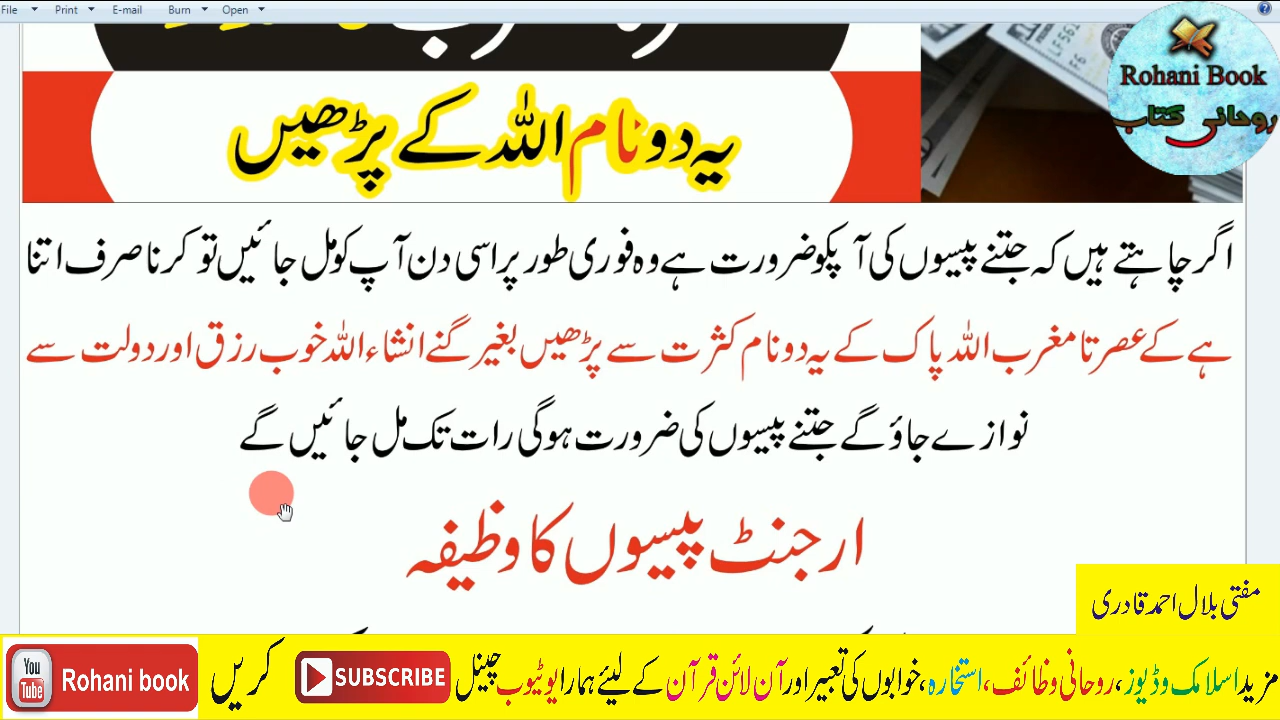 File Print E-mail Burn Open
Rohani Book
روحانی کتاب
یہ دو نام اللہ کے پڑھیں
اگر چاہتے ہیں کہ جتنے پیسوں کی آپکو ضرورت ہے وہ فوری طور پر اسی دن آپ کو مل جائیں تو کرنا صرف اتنا
ہے کے عصر تا مغرب اللہ پاک کے یہ دو نام کثرت سے پڑھیں بغیر گنے انشاء اللہ خوب رزق اور دولت سے
نوازے جاؤ گے جتنے پیسوں کی ضرورت ہوگی رات تک مل جائیں گے
ارجنٹ پیسوں کا وظیفہ
مفتی بلال احمد قادری
مزید اسلامک وڈیوز، روحانی وظائف، استخارہ، خوابوں کی تعبیر اور آن لائن قرآن کے لیئے ہمارا یوٹیوب چینل SUBSCRIBE کریں
You Tube Rohani book